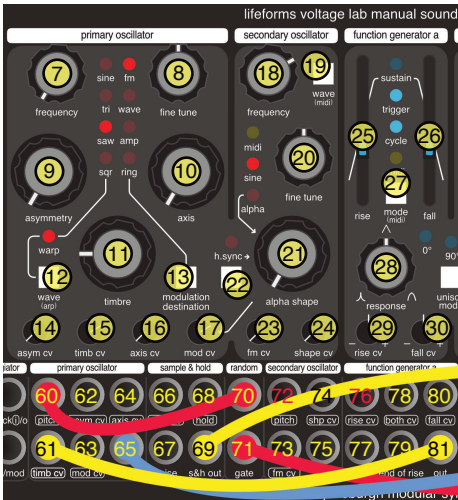 lifeforms voltage lab manual sound
primary oscillator
secondary oscillator
function generator a
7
sine
fm
8
18
19
sustain
frequency
tri
wave
fine tune
frequency
wave
(midi)
trigger
saw
amp
midi
25
cycle
26
9
sqr
ring
10
sine
20
27
asymmetry
axis
alpha
fine tune
rise
mode
(midi)
fall
warp
11
h.sync
21
28
0°
90°
12
13
22
wave
(arp)
timbre
modulation
destination
alpha shape
response
14
15
16
17
23
24
29
30
asym cv
timb cv
axis cv
mod cv
fm cv
shape cv
rise cv
fall cv
primary oscillator
sample & hold
random
secondary oscillator
function generator a
60
62
64
66
68
70
72
74
76
78
80
axis cv
hold
pitch
shp cv
rise cv
both cv
fall cv
61
63
65
67
69
71
73
75
77
79
81
timb cv
mod cv
s&h out
gate
fm cv
end of rise
out